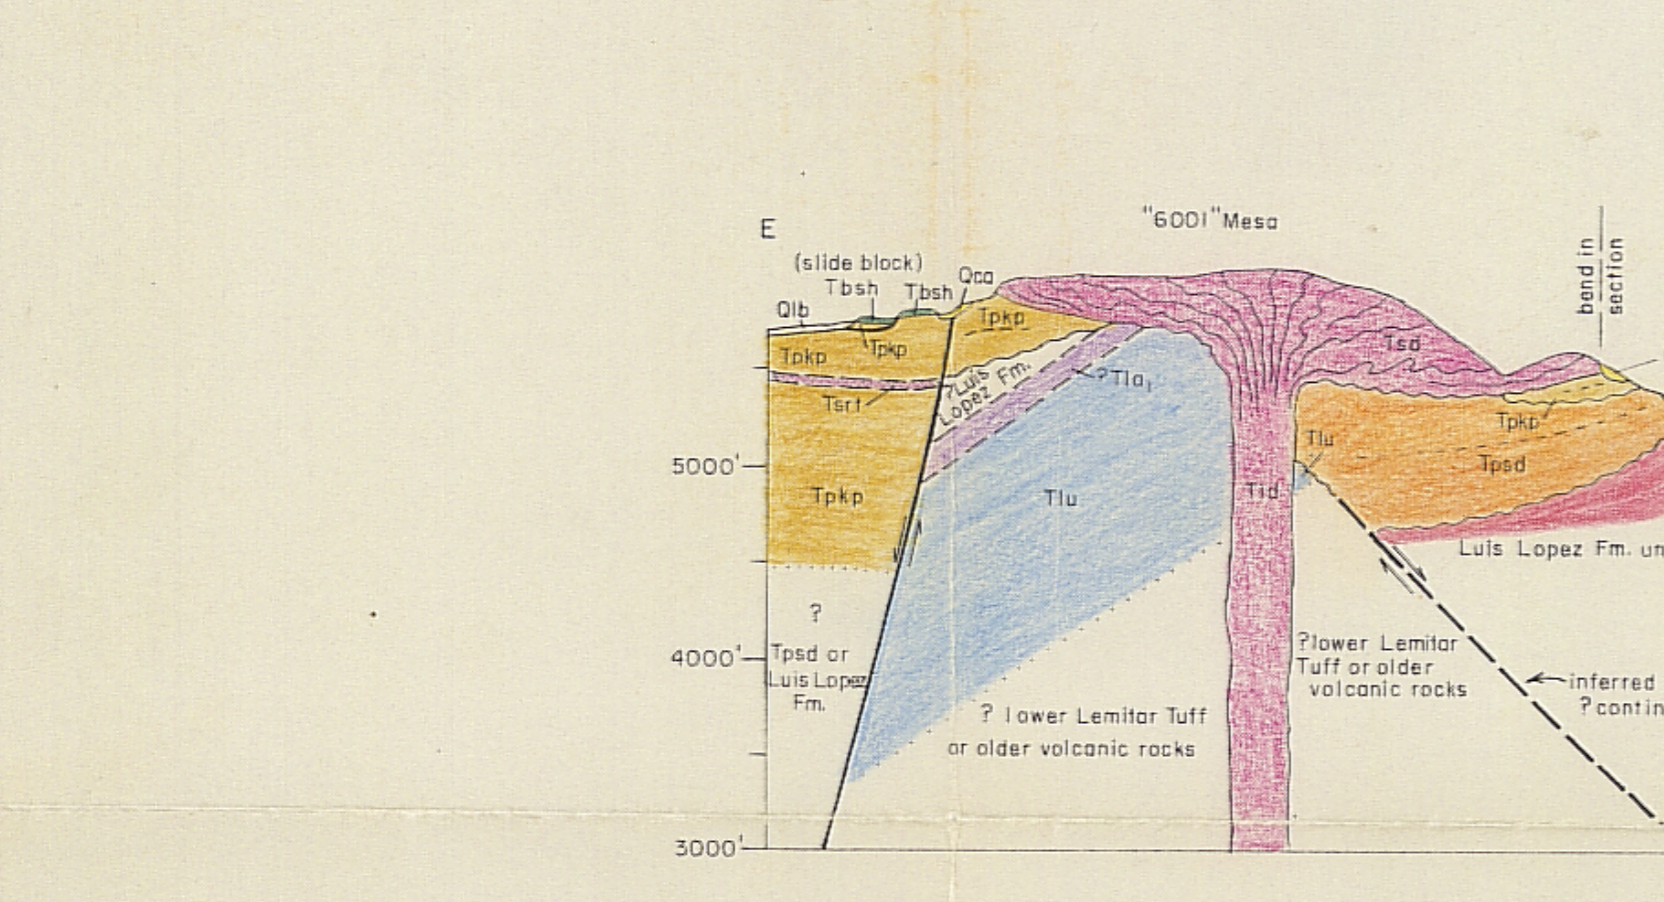 "6001" Mesa
E
bend in
section
(slide block)
Tbsh
Tbsh
Qca
Qlb
Tpkp
Tpkp
Tpkp
Tsd
?Luis
Lopez Fm.
?Tla₁
Tsrt
Tpkp
Tlu
Tpsd
5000'
Tpkp
Tlu
Tid
Luis Lopez Fm. un
?
4000'
Tpsd or
Luis Lopez
Fm.
?lower Lemitar
Tuff or older
volcanic rocks
inferred
?contin
? lower Lemitar Tuff
or older volcanic rocks
3000'